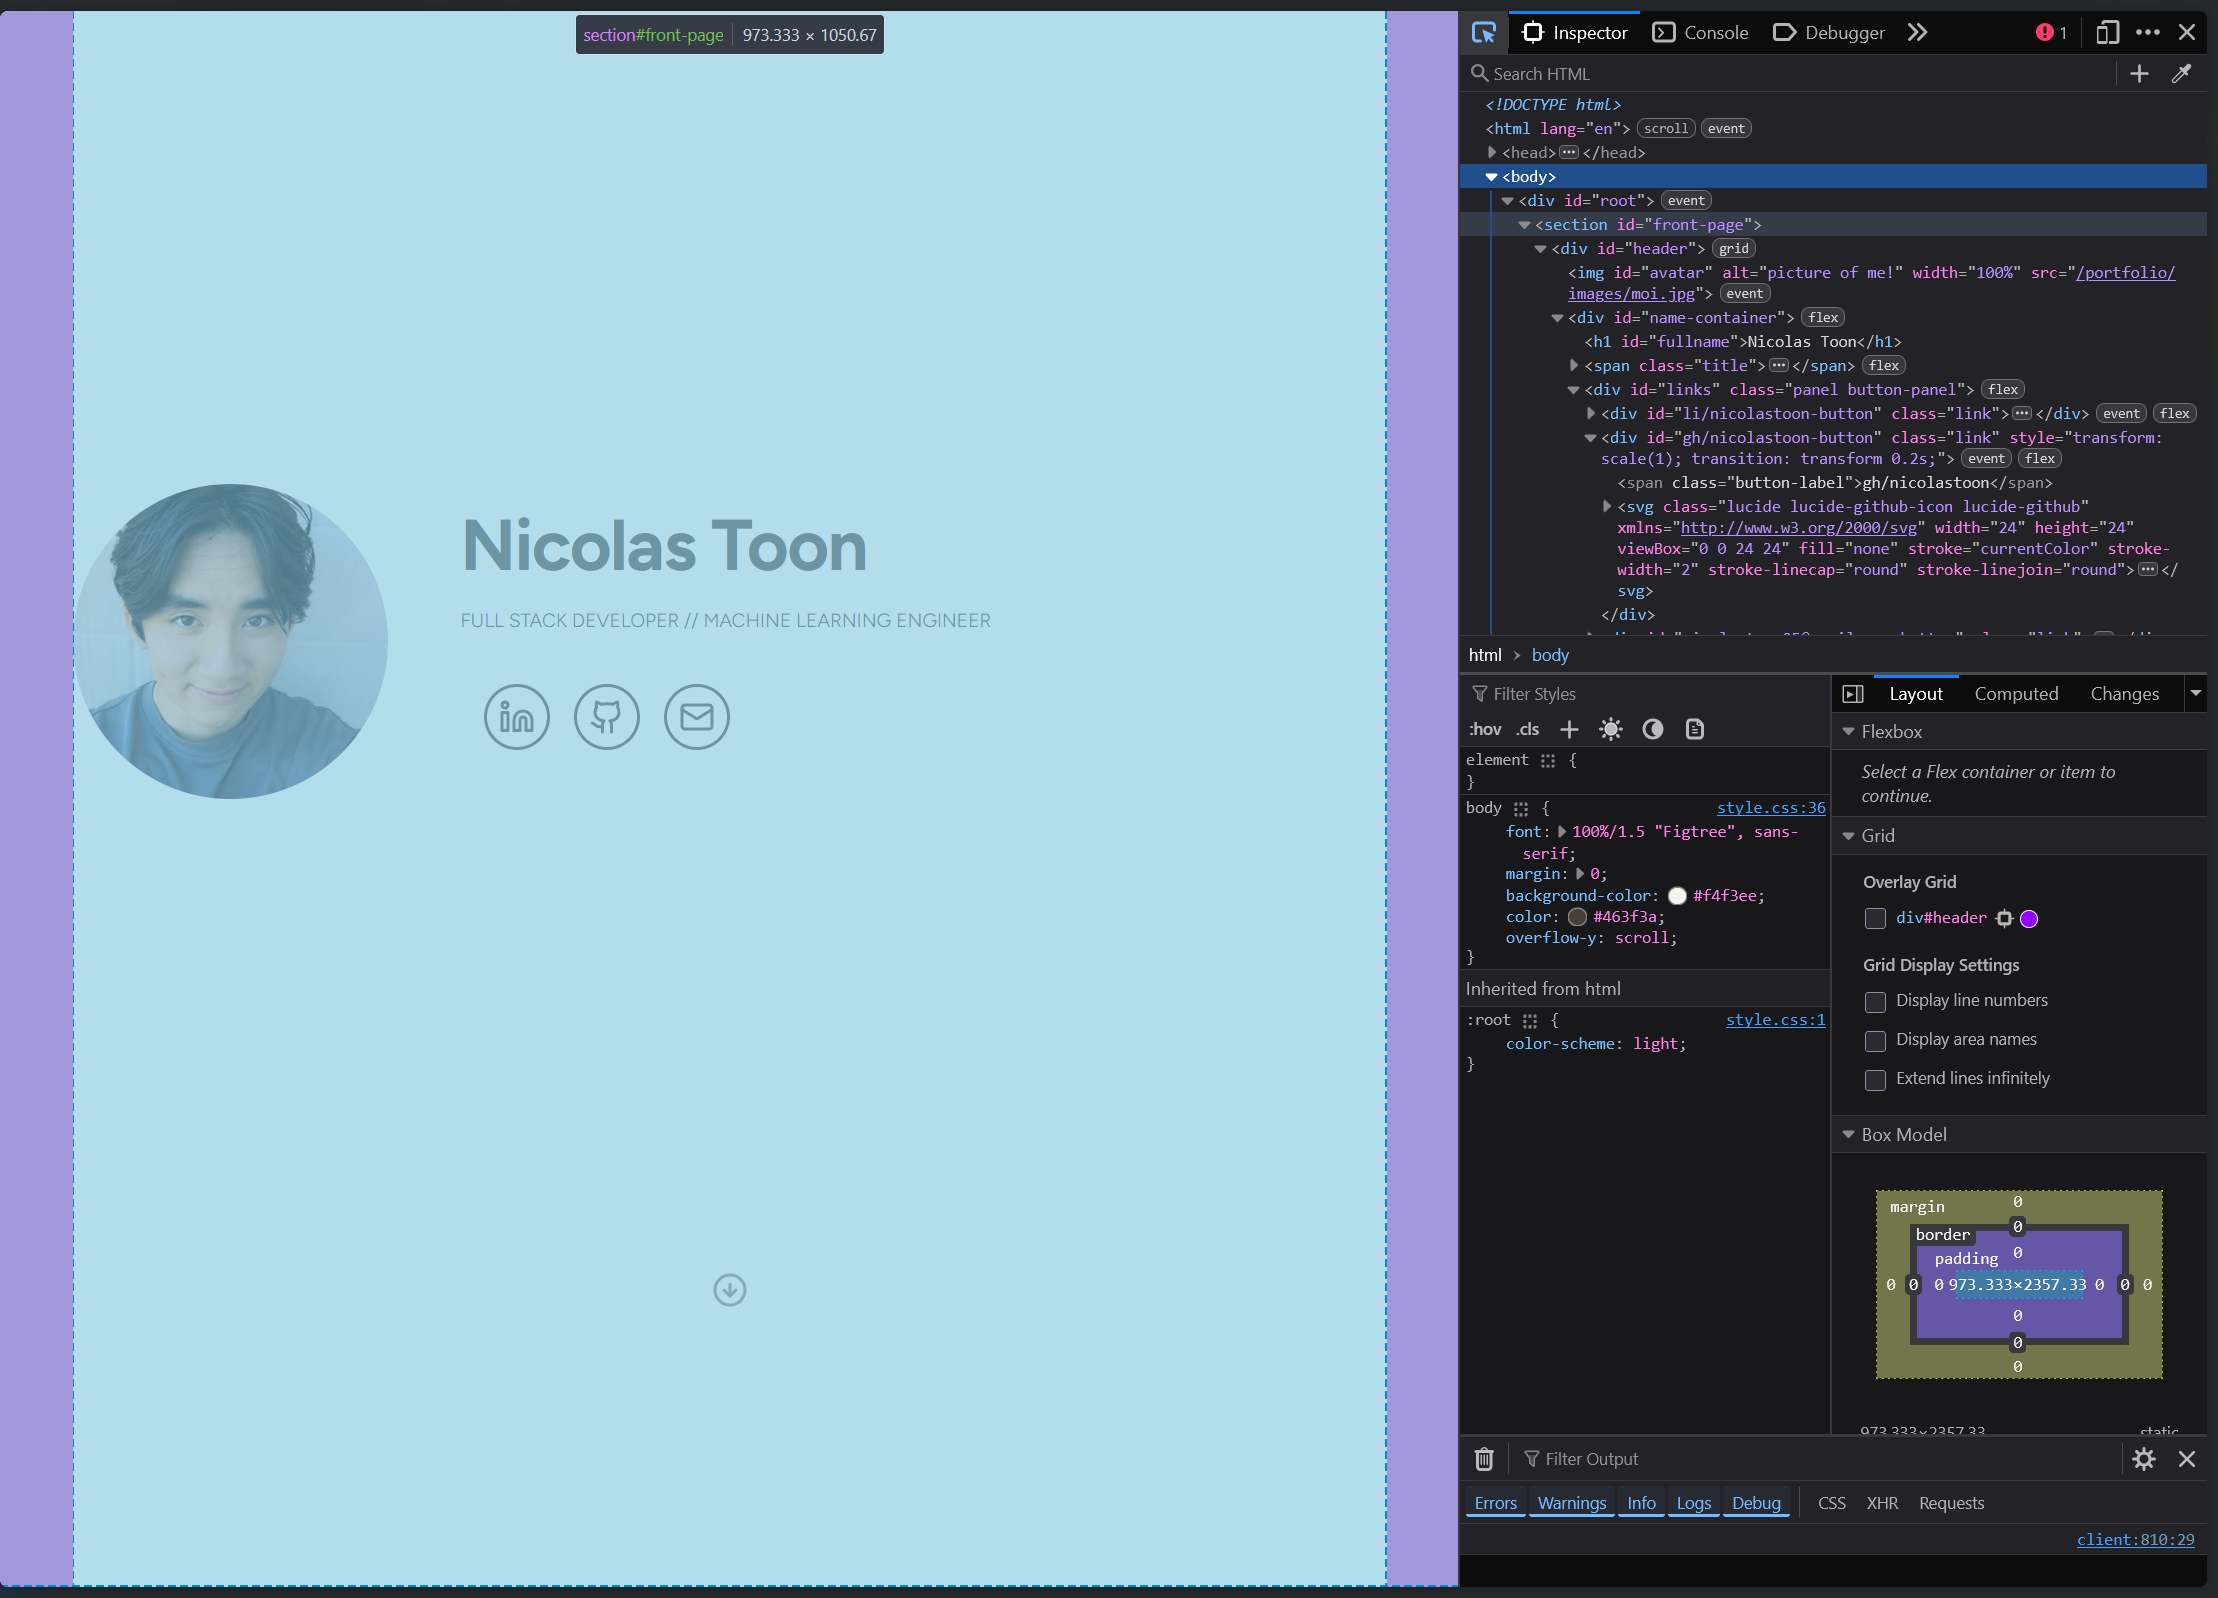 section#front-page | 973.333 × 1050.67
Nicolas Toon
FULL STACK DEVELOPER // MACHINE LEARNING ENGINEER
Inspector
Console
Debugger
1
Search HTML
<!DOCTYPE html>
<html lang="en"> scroll event
<head> ••• </head>
<body>
<div id="root"> event
<section id="front-page">
<div id="header"> grid
<img id="avatar" alt="picture of me!" width="100%" src="/portfolio/
images/moi.jpg"> event
<div id="name-container"> flex
<h1 id="fullname">Nicolas Toon</h1>
<span class="title"> ••• </span> flex
<div id="links" class="panel button-panel"> flex
<div id="li/nicolastoon-button" class="link"> ••• </div> event flex
<div id="gh/nicolastoon-button" class="link" style="transform:
scale(1); transition: transform 0.2s;"> event flex
<span class="button-label">gh/nicolastoon</span>
<svg class="lucide lucide-github-icon lucide-github"
xmlns="http://www.w3.org/2000/svg" width="24" height="24"
viewBox="0 0 24 24" fill="none" stroke="currentColor" stroke-
width="2" stroke-linecap="round" stroke-linejoin="round"> ••• </
svg>
</div>
html > body
Filter Styles
:hov .cls
element {
}
body { style.css:36
font: 100%/1.5 "Figtree", sans-
serif;
margin: 0;
background-color: #f4f3ee;
color: #463f3a;
overflow-y: scroll;
}
Inherited from html
:root { style.css:1
color-scheme: light;
}
Layout
Computed
Changes
Flexbox
Select a Flex container or item to
continue.
Grid
Overlay Grid
div#header
Grid Display Settings
Display line numbers
Display area names
Extend lines infinitely
Box Model
margin 0
border 0
padding 0
0 0 0 973.333×2357.33 0 0 0
0
0
0
973.333×2357.33 static
Filter Output
Errors Warnings Info Logs Debug CSS XHR Requests
client:810:29